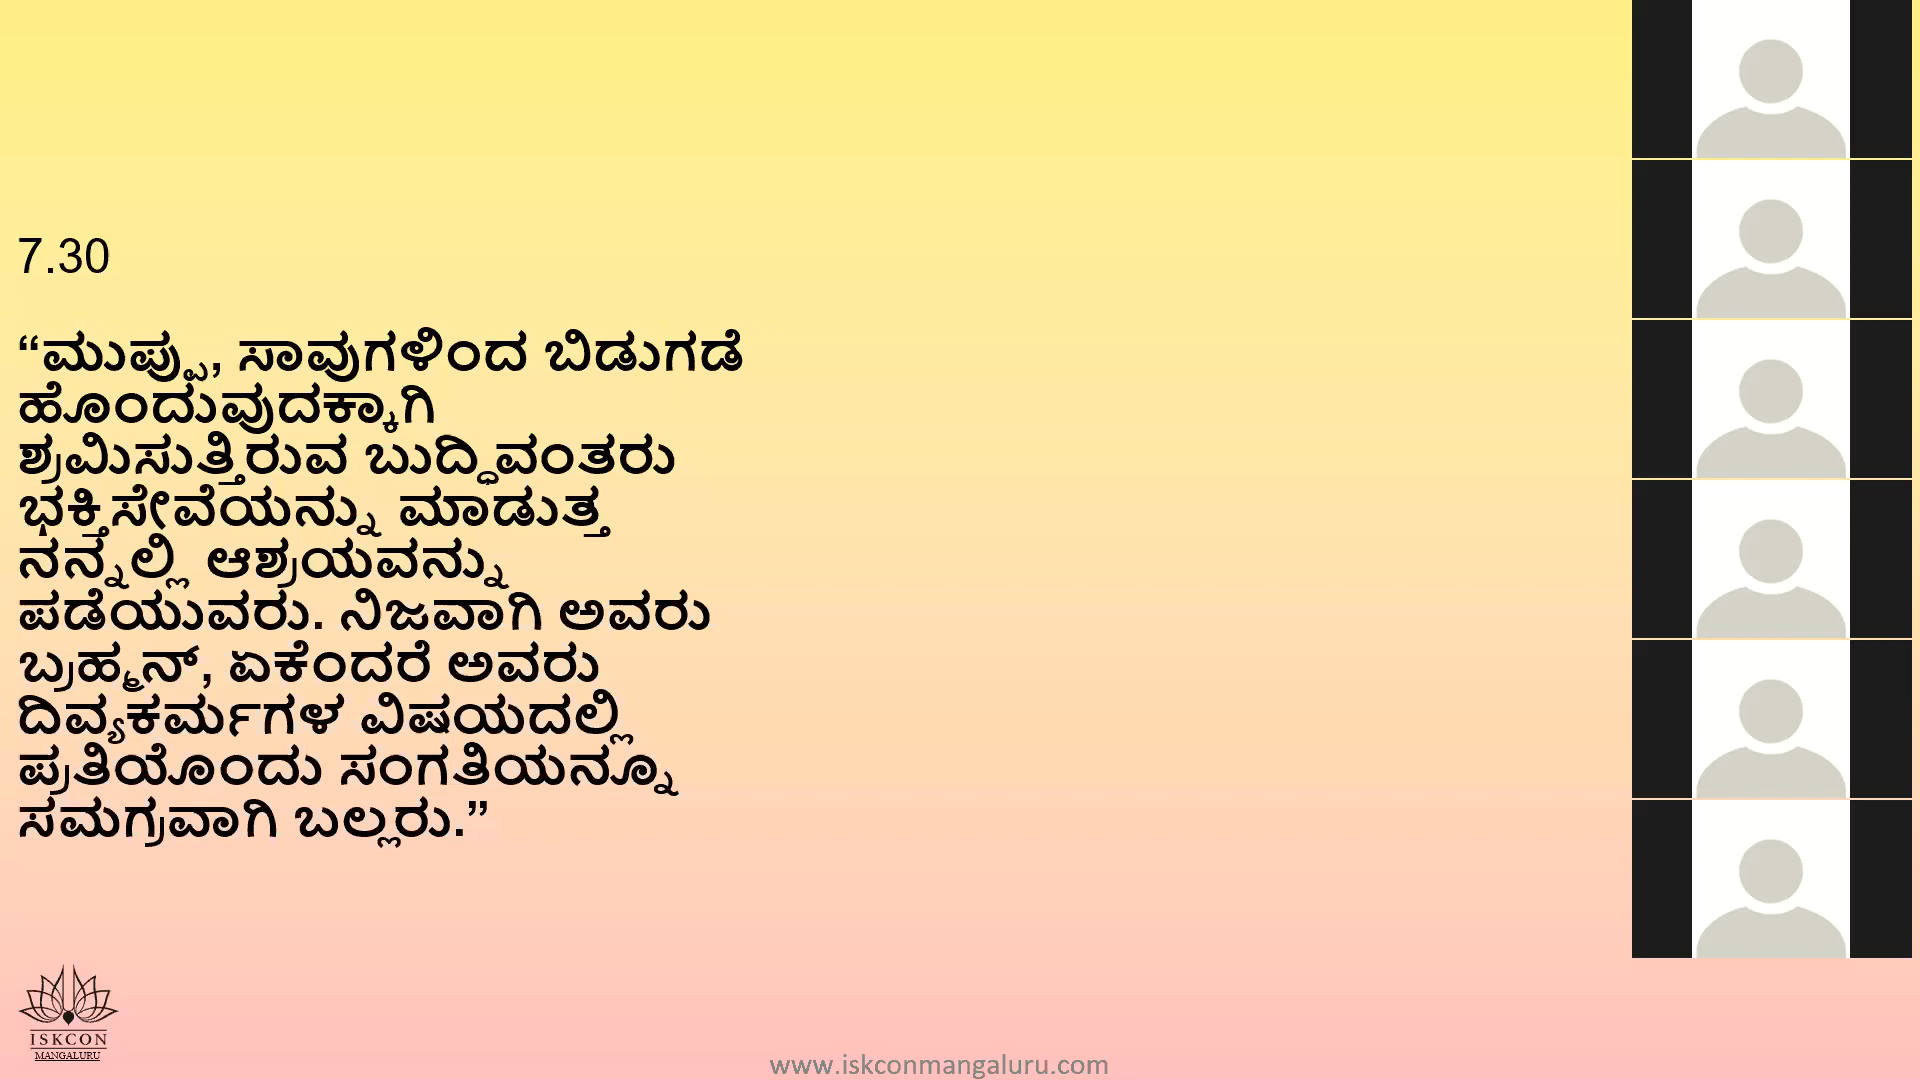 7.30
“ಮುಪ್ಪು, ಸಾವುಗಳಿಂದ ಬಿಡುಗಡೆ
ಹೊಂದುವುದಕ್ಕಾಗಿ
ಶ್ರಮಿಸುತ್ತಿರುವ ಬುದ್ಧಿವಂತರು
ಭಕ್ತಿಸೇವೆಯನ್ನು ಮಾಡುತ್ತ
ನನ್ನಲ್ಲಿ ಆಶ್ರಯವನ್ನು
ಪಡೆಯುವರು. ನಿಜವಾಗಿ ಅವರು
ಬ್ರಹ್ಮನ್, ಏಕೆಂದರೆ ಅವರು
ದಿವ್ಯಕರ್ಮಗಳ ವಿಷಯದಲ್ಲಿ
ಪ್ರತಿಯೊಂದು ಸಂಗತಿಯನ್ನೂ
ಸಮಗ್ರವಾಗಿ ಬಲ್ಲರು.”
ISKCON
MANGALURU
www.iskconmangaluru.com